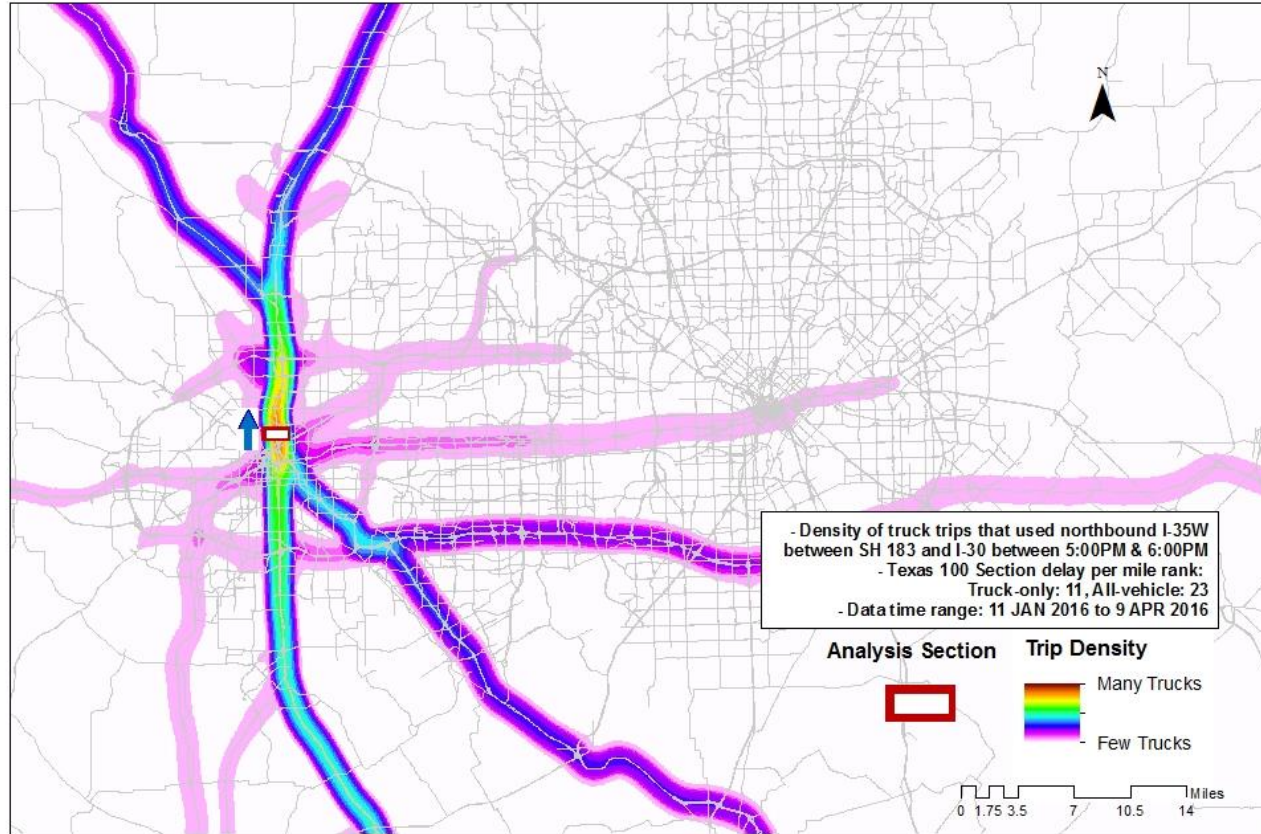 N
- Density of truck trips that used northbound I-35W
between SH 183 and I-30 between 5:00PM & 6:00PM
- Texas 100 Section delay per mile rank:
Truck-only: 11, All-vehicle: 23
- Data time range: 11 JAN 2016 to 9 APR 2016
Analysis Section
Trip Density
Many Trucks
Few Trucks
Miles
0 1.75 3.5 7 10.5 14